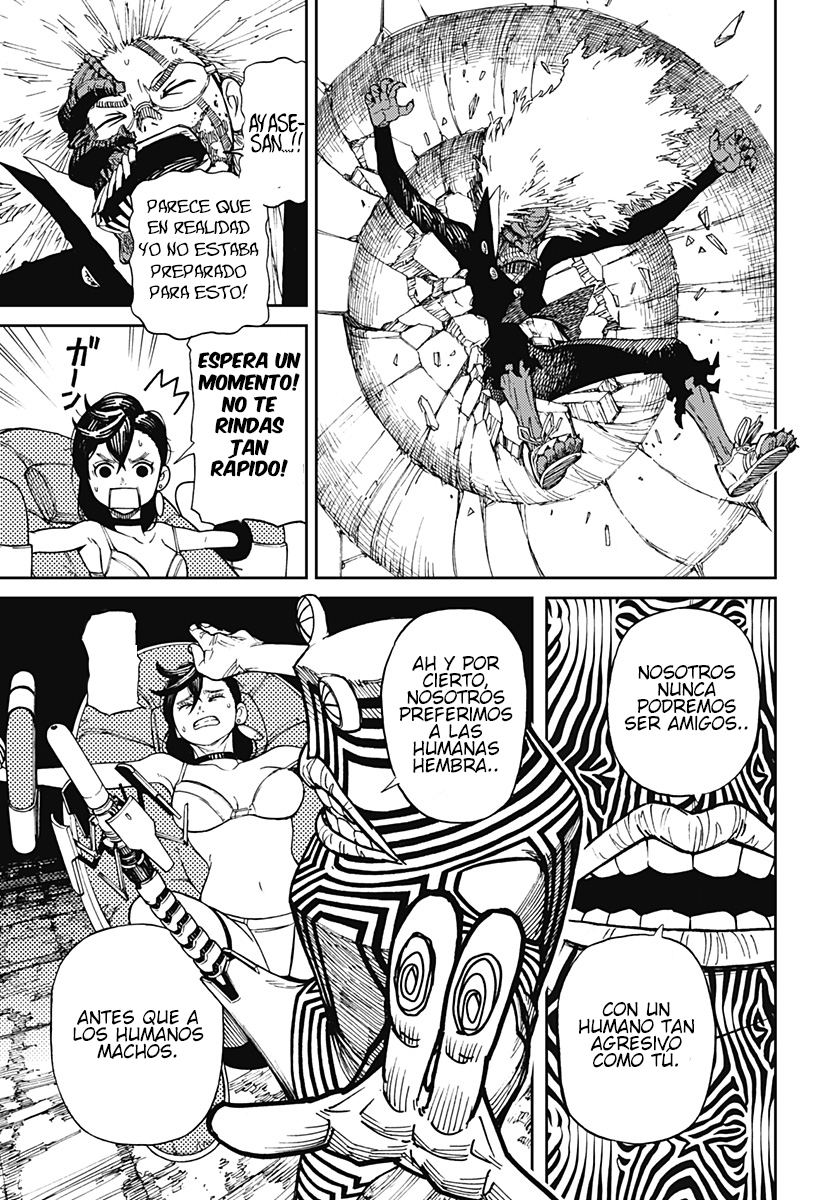 AYASE-
SAN...!!
PARECE QUE
EN REALIDAD
YO NO ESTABA
PREPARADO
PARA ESTO!
ガーン
ESPERA UN
MOMENTO!
NO TE
RINDAS
TAN
RÁPIDO!
NOSOTROS
NUNCA
PODREMOS
SER AMIGOS..
CON UN
HUMANO TAN
AGRESIVO
COMO TU.
AH Y POR
CIERTO,
NOSOTROS
PREFERIMOS
A LAS
HUMANAS
HEMBRA..
ANTES QUE A
LOS HUMANOS
MACHOS.